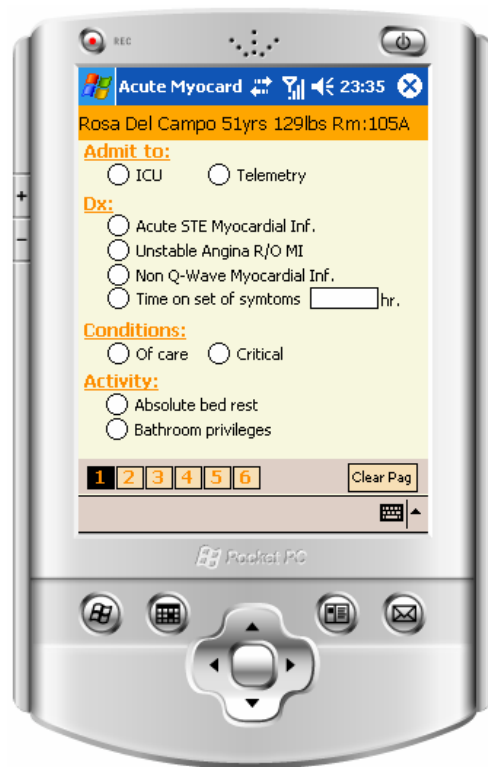 REC
Acute Myocard 23:35
Rosa Del Campo 51yrs 129lbs Rm:105A
Admit to:
ICU Telemetry
Dx:
Acute STE Myocardial Inf.
Unstable Angina R/O MI
Non Q-Wave Myocardial Inf.
Time on set of symtoms hr.
Conditions:
Of care Critical
Activity:
Absolute bed rest
Bathroom privileges
1 2 3 4 5 6 Clear Pag
Pocket PC
+
-